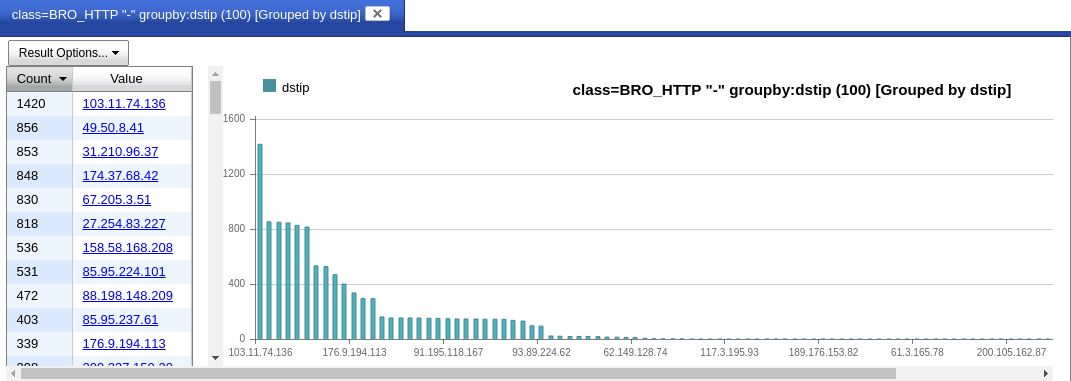 class=BRO_HTTP "-" groupby:dstip (100) [Grouped by dstip]
Result Options...
Count Value
1420 103.11.74.136
856 49.50.8.41
853 31.210.96.37
848 174.37.68.42
830 67.205.3.51
818 27.254.83.227
536 158.58.168.208
531 85.95.224.101
472 88.198.148.209
403 85.95.237.61
339 176.9.194.113
dstip
class=BRO_HTTP "-" groupby:dstip (100) [Grouped by dstip]
1600
1200
800
400
0
103.11.74.136 176.9.194.113 91.195.118.167 93.89.224.62 62.149.128.74 117.3.195.93 189.176.153.82 61.3.165.78 200.105.162.87